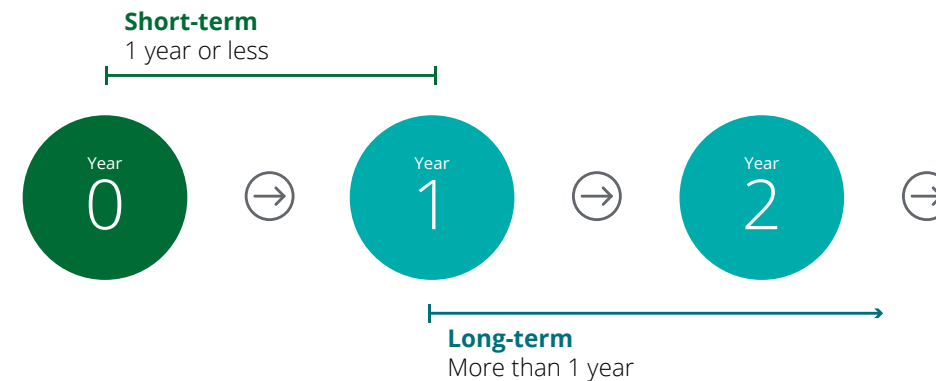 Short-term
1 year or less
Year
0
Year
1
Year
2
Long-term
More than 1 year